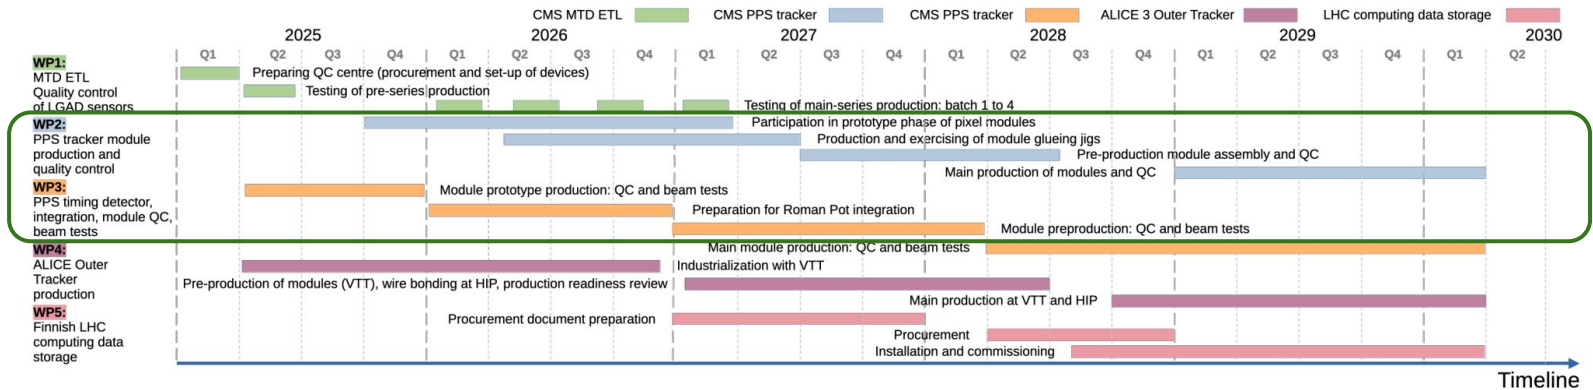 CMS MTD ETL CMS PPS tracker CMS PPS tracker ALICE 3 Outer Tracker LHC computing data storage
2025 2026 2027 2028 2029 2030
Q1 Q2 Q3 Q4 Q1 Q2 Q3 Q4 Q1 Q2 Q3 Q4 Q1 Q2 Q3 Q4 Q1 Q2 Q3 Q4 Q1 Q2
WP1:
MTD ETL
Quality control
of LGAD sensors
Preparing QC centre (procurement and set-up of devices)
Testing of pre-series production
Testing of main-series production: batch 1 to 4
WP2:
PPS tracker module
production and
quality control
Participation in prototype phase of pixel modules
Production and exercising of module glueing jigs
Pre-production module assembly and QC
Main production of modules and QC
WP3:
PPS timing detector,
integration, module QC,
beam tests
Module prototype production: QC and beam tests
Preparation for Roman Pot integration
Module preproduction: QC and beam tests
Main module production: QC and beam tests
WP4:
ALICE Outer
Tracker
production
Industrialization with VTT
Pre-production of modules (VTT), wire bonding at HIP, production readiness review
Main production at VTT and HIP
WP5:
Finnish LHC
computing data
storage
Procurement document preparation
Procurement
Installation and commissioning
Timeline